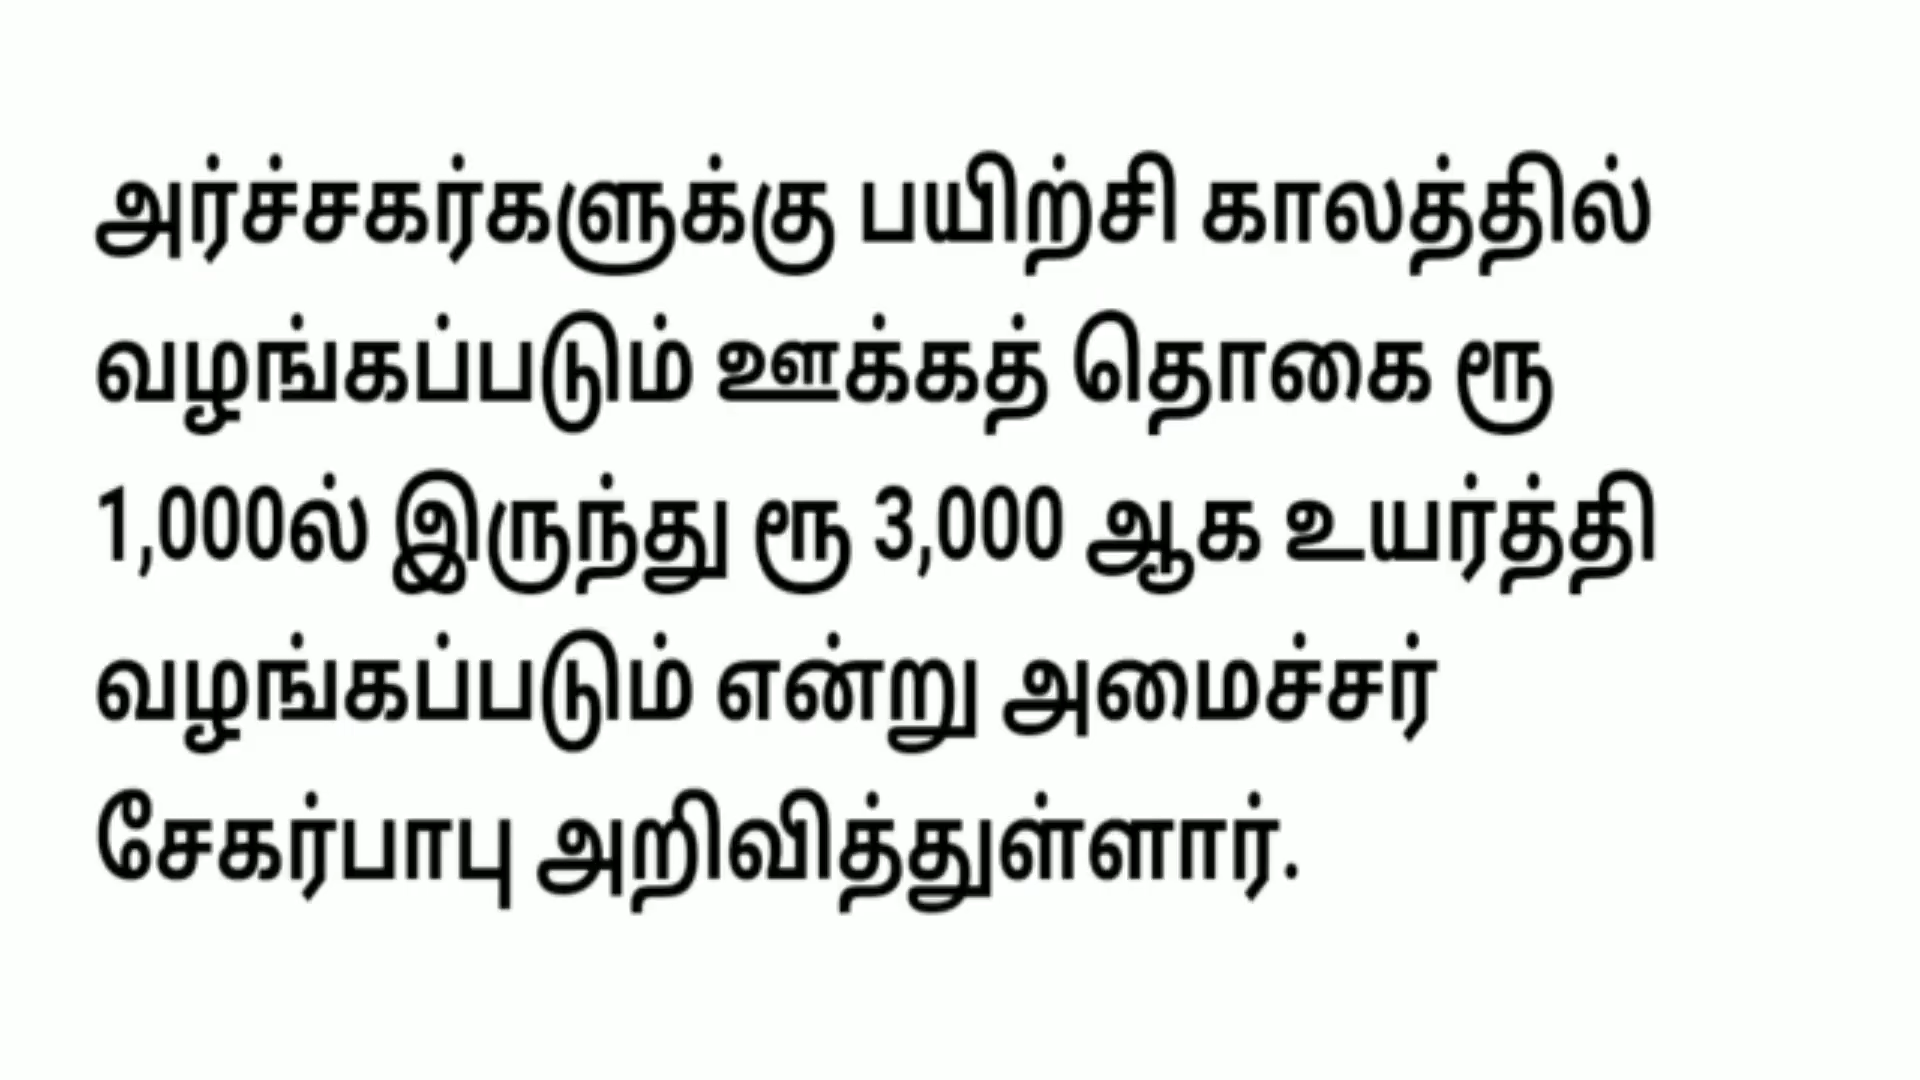 அர்ச்சகர்களுக்கு பயிற்சி காலத்தில்
வழங்கப்படும் ஊக்கத் தொகை ரூ
1,000ல் இருந்து ரூ 3,000 ஆக உயர்த்தி
வழங்கப்படும் என்று அமைச்சர்
சேகர்பாபு அறிவித்துள்ளார்.